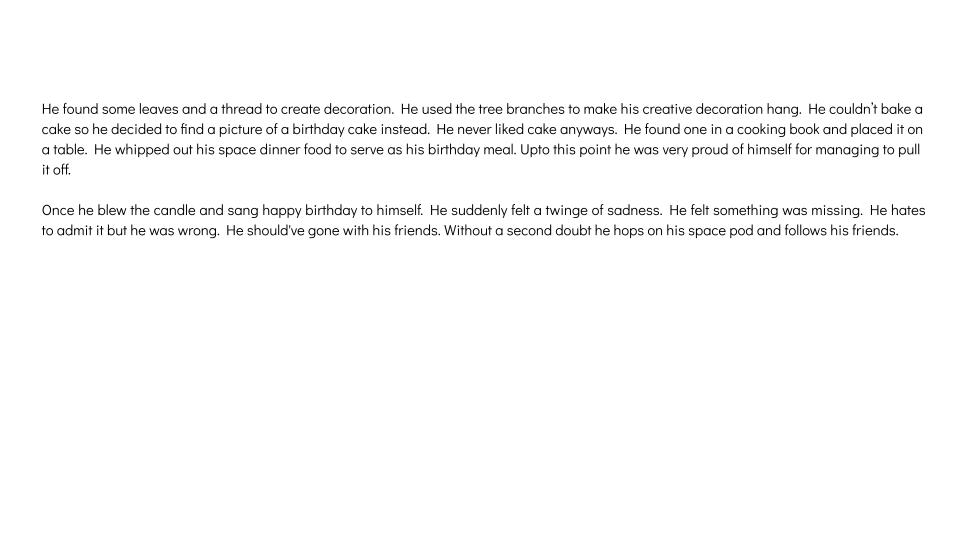 He found some leaves and a thread to create decoration.  He used the tree branches to make his creative decoration hang.  He couldn't bake a
cake so he decided to find a picture of a birthday cake instead.  He never liked cake anyways.  He found one in a cooking book and placed it on
a table.  He whipped out his space dinner food to serve as his birthday meal. Upto this point he was very proud of himself for managing to pull
it off.

Once he blew the candle and sang happy birthday to himself.  He suddenly felt a twinge of sadness.  He felt something was missing.  He hates
to admit it but he was wrong.  He should've gone with his friends. Without a second doubt he hops on his space pod and follows his friends.